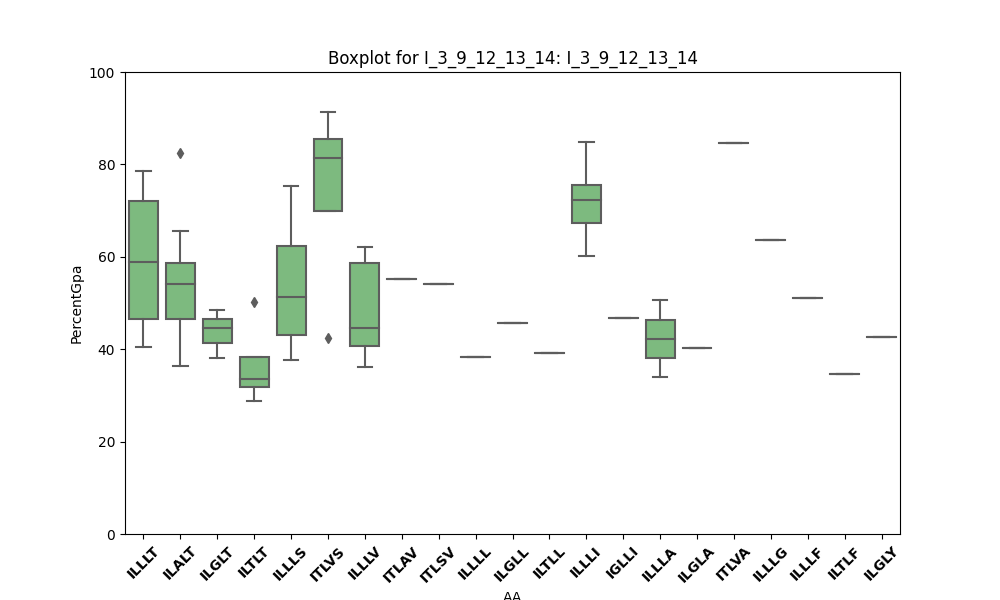 Boxplot for I_3_9_12_13_14: I_3_9_12_13_14
PercentGpa
100
80
60
40
20
0
ILLLT ILALT ILGLT ILTLT ILLLS ITLVS ILLLV ITLAV ITLSV ILLLL ILGLL ILTLL ILLLI IGLLI ILLLA ILGLA ITLVA ILLLG ILLLF ILTLF ILGLY
AA